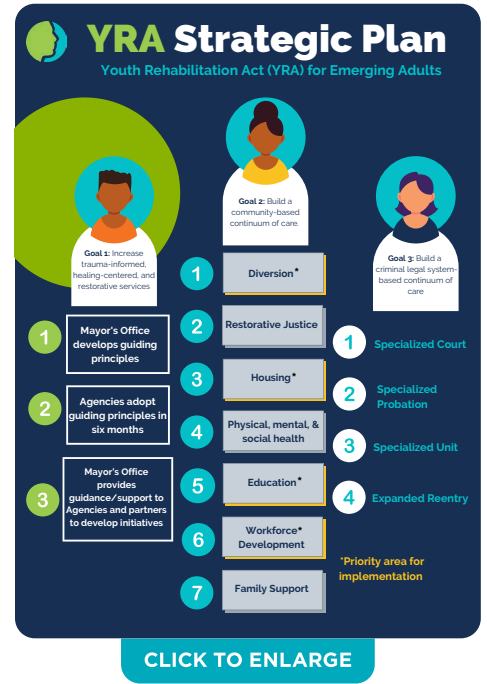 YRA Strategic Plan
Youth Rehabilitation Act (YRA) for Emerging Adults
Goal 1: Increase
trauma-informed,
healing-centered, and
restorative services
1
Mayor's Office
develops guiding
principles
2
Agencies adopt
guiding principles in
six months
3
Mayor's Office
provides
guidance/support to
Agencies and partners
to develop initiatives
Goal 2: Build a
community-based
continuum of care.
1
Diversion*
2
Restorative Justice
3
Housing*
4
Physical, mental, &
social health
5
Education*
6
Workforce*
Development
7
Family Support
Goal 3: Build a
criminal legal system-
based continuum of
care
1
Specialized Court
2
Specialized
Probation
3
Specialized Unit
4
Expanded Reentry
*Priority area for
implementation
CLICK TO ENLARGE